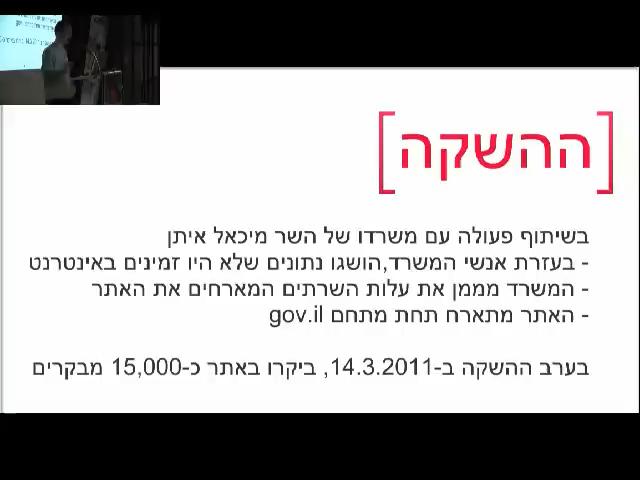 [ההשקה]
בשיתוף פעולה עם משרדו של השר מיכאל איתן
- בעזרת אנשי המשרד,הושגו נתונים שלא היו זמינים באינטרנט
- המשרד מממן את עלות השרתים המארחים את האתר
- האתר מתארח תחת מתחם gov.il
בערב ההשקה ב-14.3.2011, ביקרו באתר כ-15,000 מבקרים